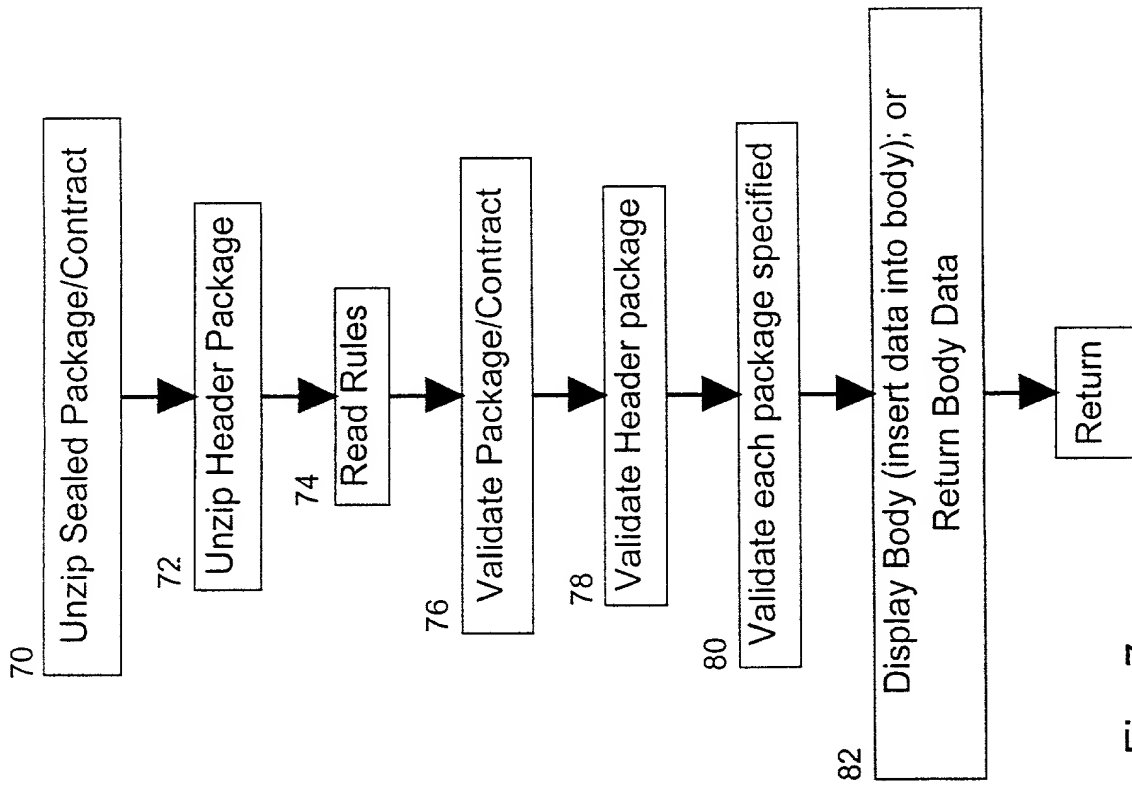 70
Unzip Sealed Package/Contract
72
Unzip Header Package
74
Read Rules
76
Validate Package/Contract
78
Validate Header package
80
Validate each package specified
82
Display Body (insert data into body); or
Return Body Data
Return